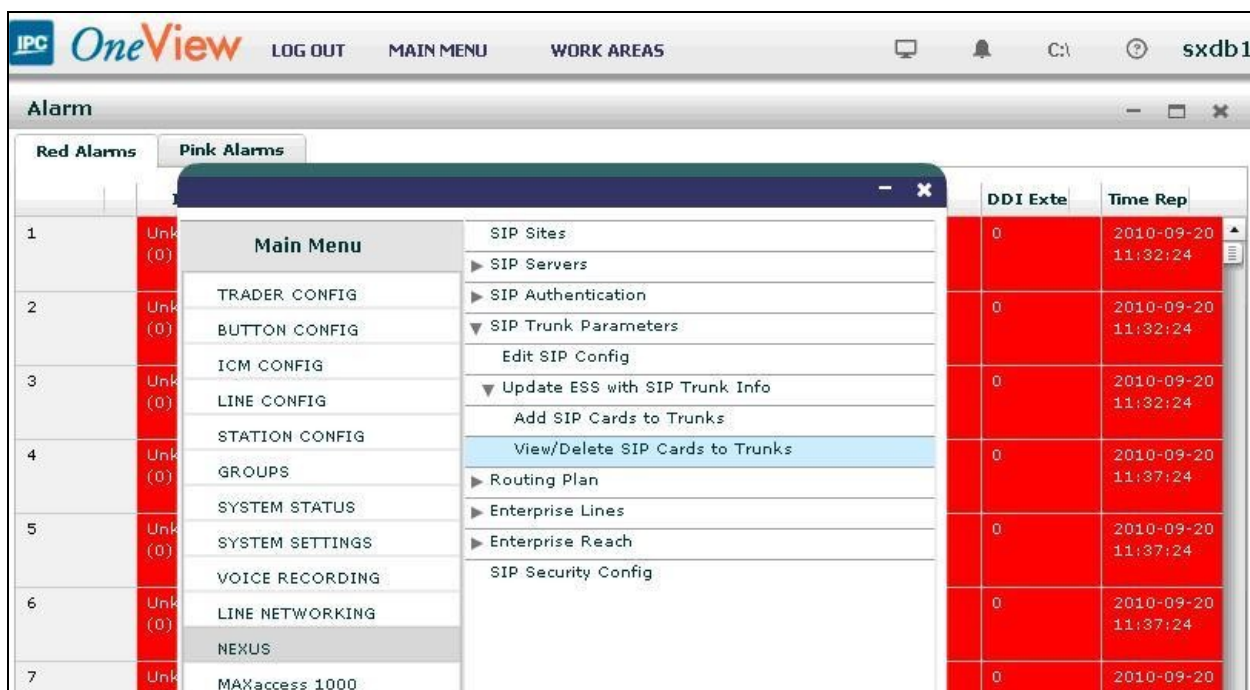 IPC OneView LOG OUT MAIN MENU WORK AREAS C:\ ? sxdb1
Alarm
Red Alarms Pink Alarms
DDI Exte Time Rep
Main Menu
TRADER CONFIG
BUTTON CONFIG
ICM CONFIG
LINE CONFIG
STATION CONFIG
GROUPS
SYSTEM STATUS
SYSTEM SETTINGS
VOICE RECORDING
LINE NETWORKING
NEXUS
MAXaccess 1000
SIP Sites
SIP Servers
SIP Authentication
SIP Trunk Parameters
Edit SIP Config
Update ESS with SIP Trunk Info
Add SIP Cards to Trunks
View/Delete SIP Cards to Trunks
Routing Plan
Enterprise Lines
Enterprise Reach
SIP Security Config
1 Unk 0 2010-09-20
(0) 11:32:24
2 Unk 0 2010-09-20
(0) 11:32:24
3 Unk 0 2010-09-20
(0) 11:32:24
4 Unk 0 2010-09-20
(0) 11:37:24
5 Unk 0 2010-09-20
(0) 11:37:24
6 Unk 0 2010-09-20
(0) 11:37:24
7 Unk 0 2010-09-20